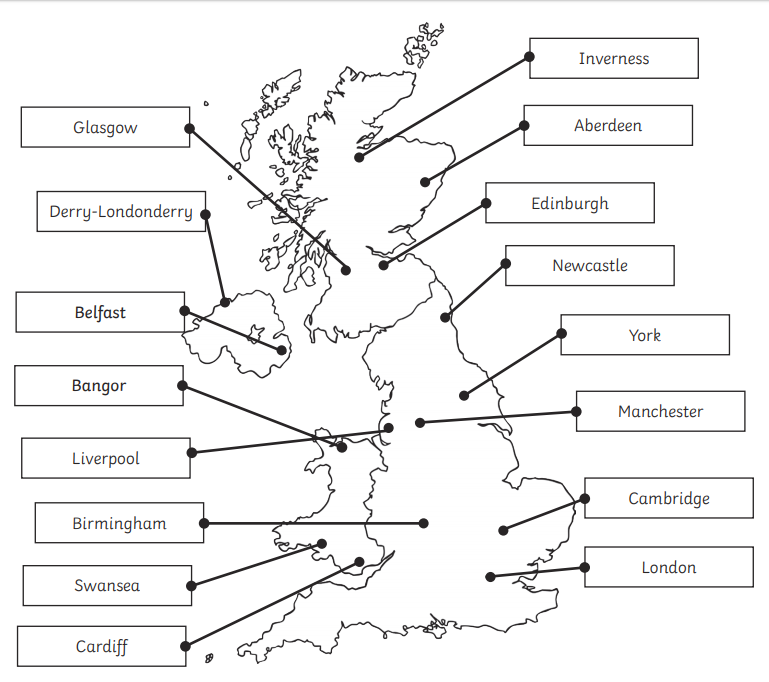 Inverness
Glasgow
Aberdeen
Derry-Londonderry
Edinburgh
Newcastle
Belfast
York
Bangor
Manchester
Liverpool
Cambridge
Birmingham
London
Swansea
Cardiff